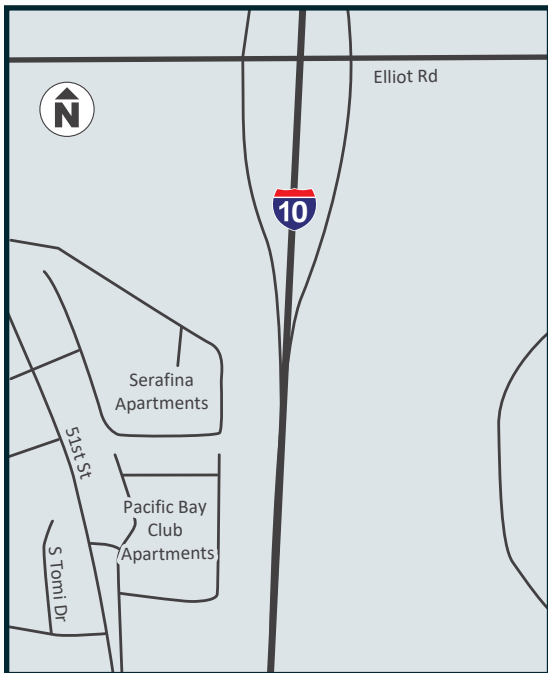 Elliot Rd
N
10
Serafina
Apartments
51st St
Pacific Bay
Club
Apartments
S Tomi Dr